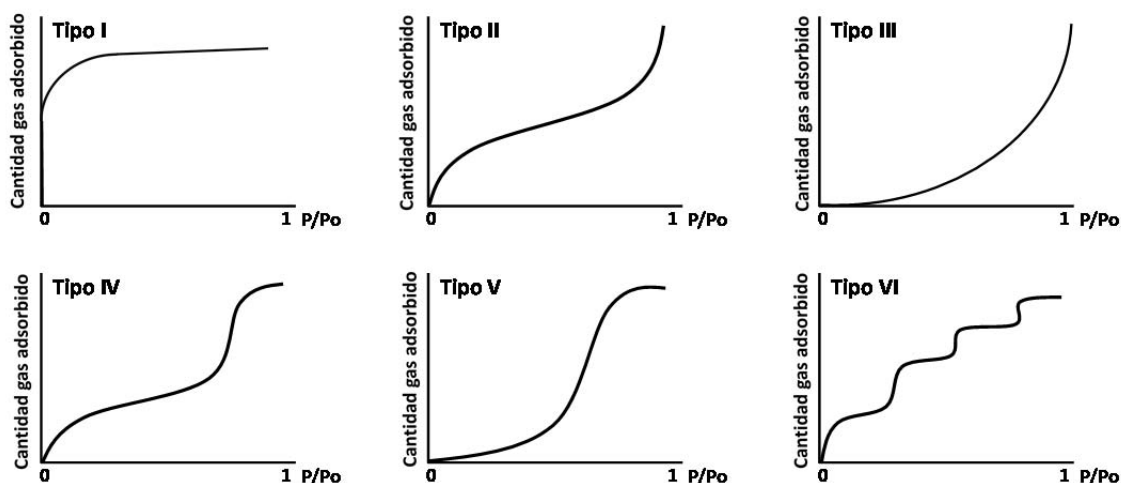 Tipo I
Cantidad gas adsorbido
0
1 P/Po
Tipo II
Cantidad gas adsorbido
0
1 P/Po
Tipo III
Cantidad gas adsorbido
0
1 P/Po
Tipo IV
Cantidad gas adsorbido
0
1 P/Po
Tipo V
Cantidad gas adsorbido
0
1 P/Po
Tipo VI
Cantidad gas adsorbido
0
1 P/Po